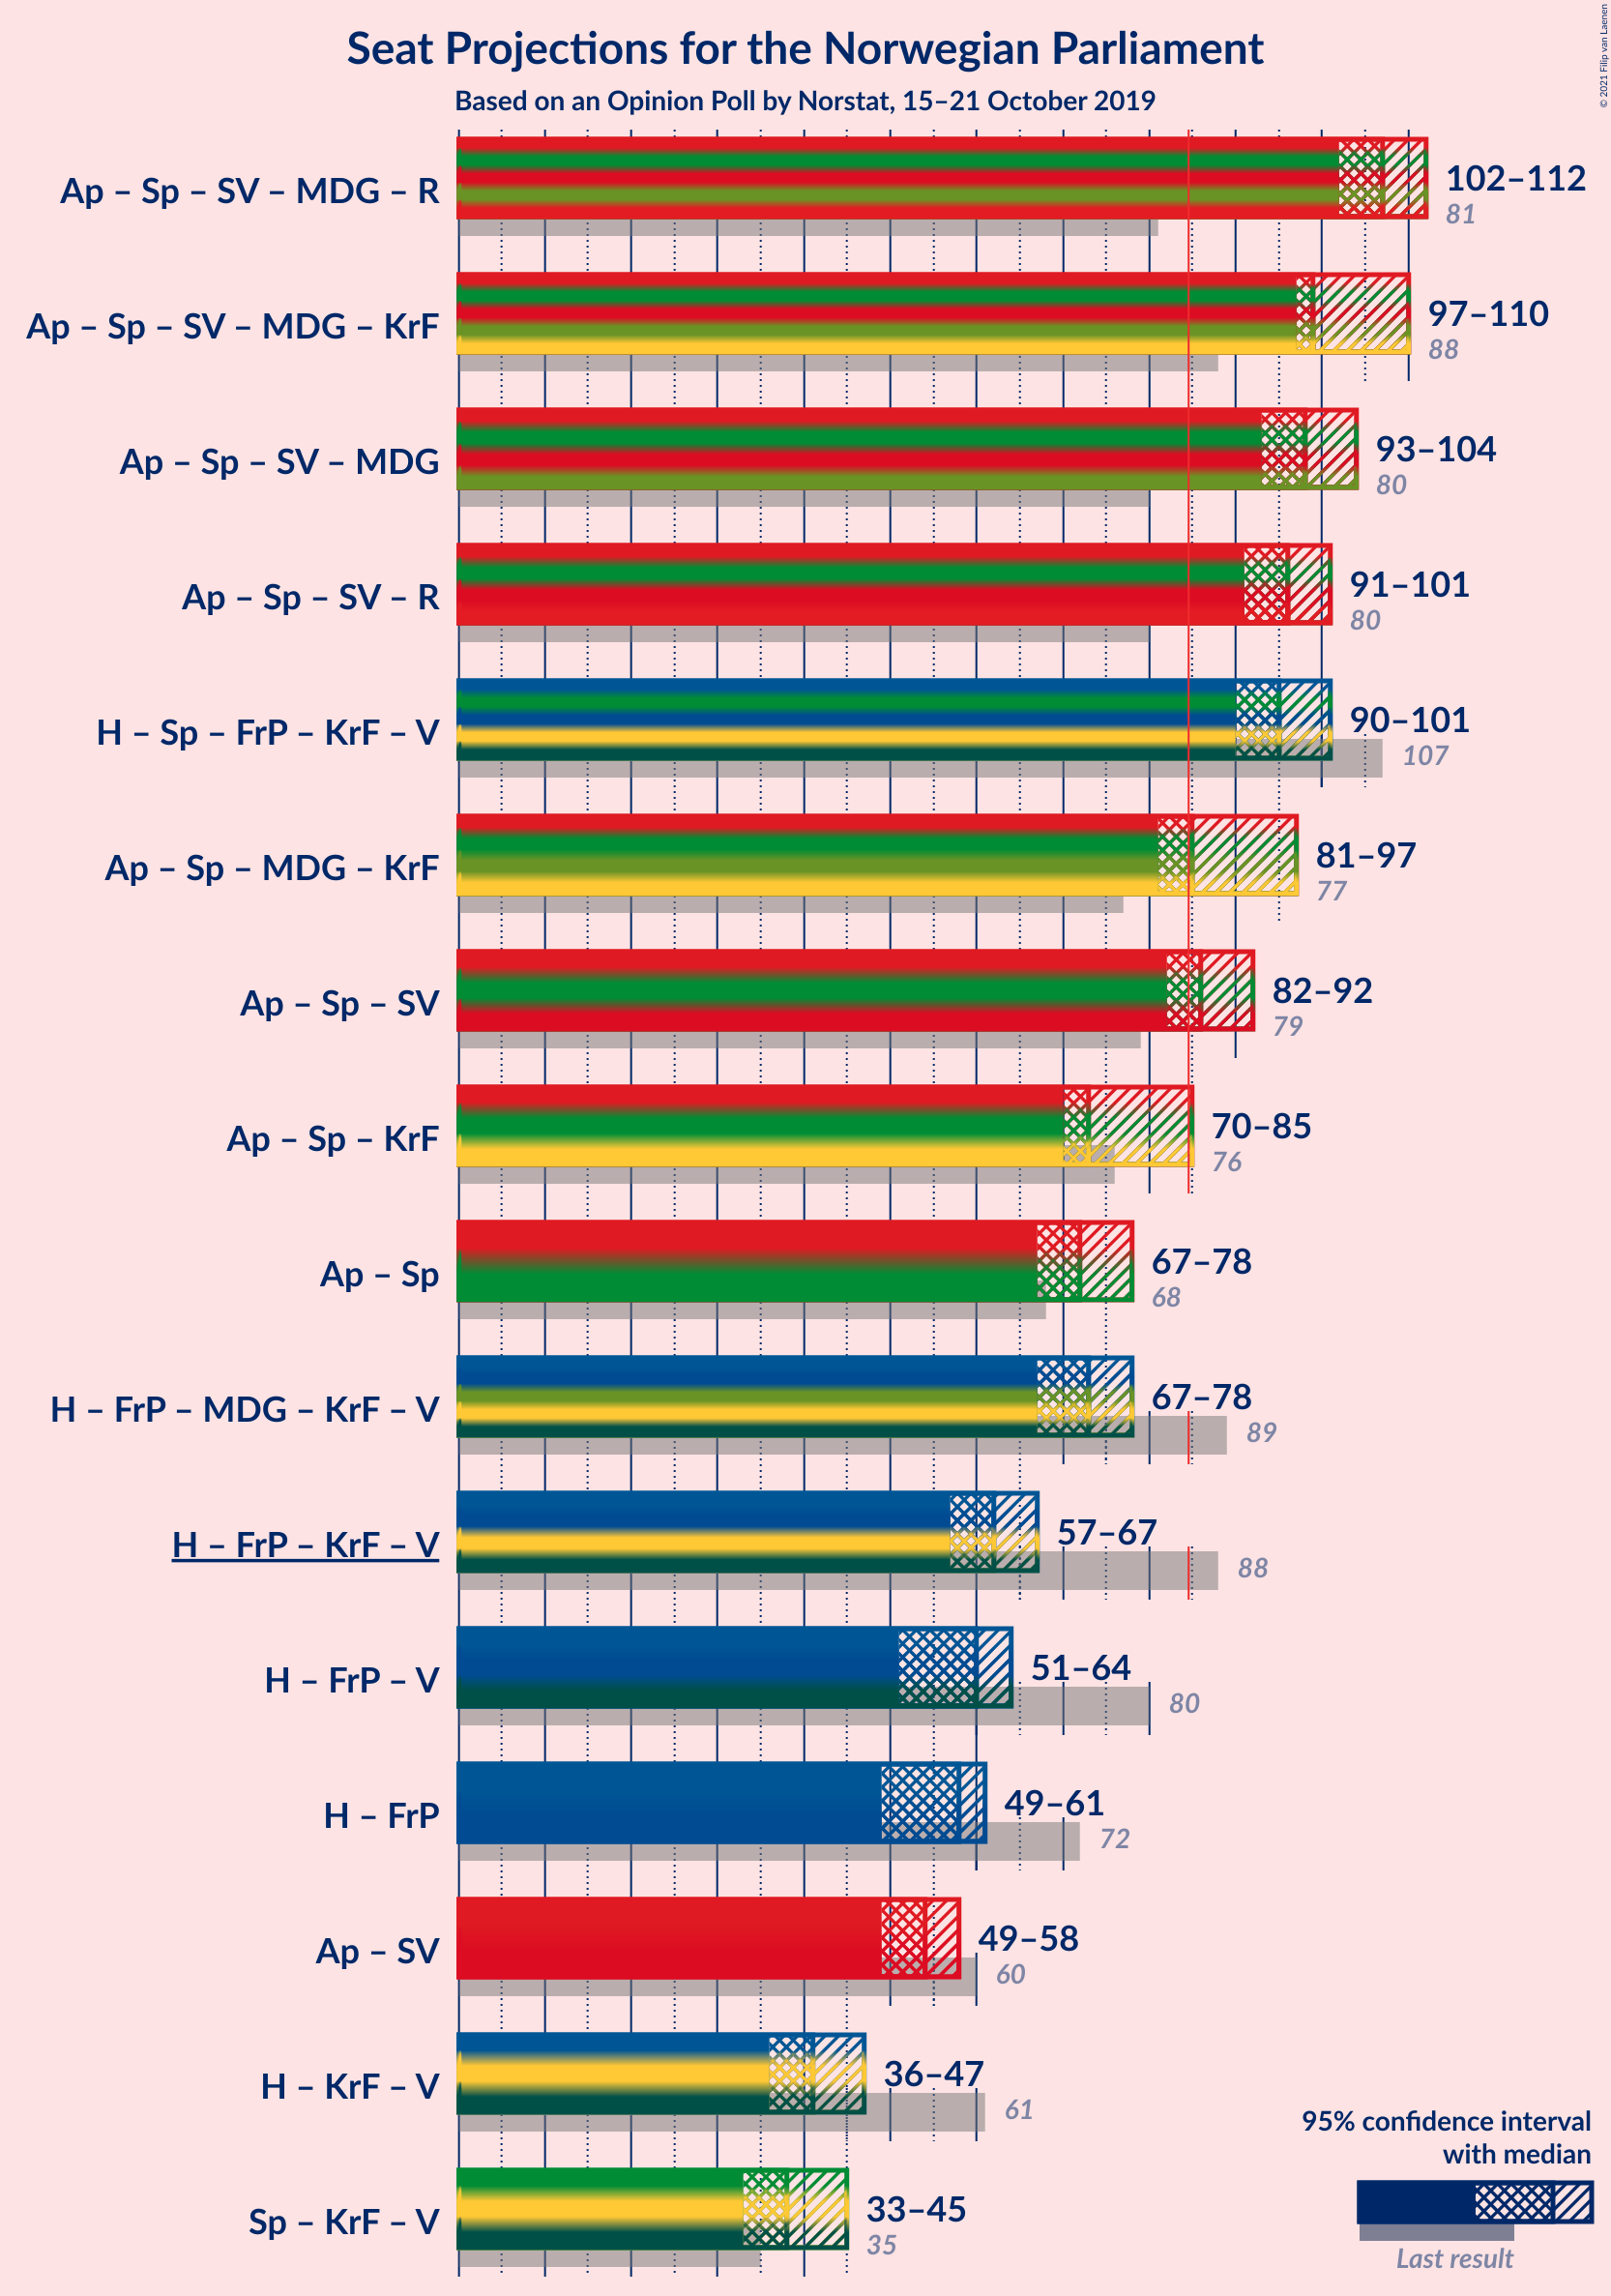 Seat Projections for the Norwegian Parliament
Based on an Opinion Poll by Norstat, 15–21 October 2019
© 2021 Filip van Laenen
Ap – Sp – SV – MDG – R
102–112
81
Ap – Sp – SV – MDG – KrF
97–110
88
Ap – Sp – SV – MDG
93–104
80
Ap – Sp – SV – R
91–101
80
H – Sp – FrP – KrF – V
90–101
107
Ap – Sp – MDG – KrF
81–97
77
Ap – Sp – SV
82–92
79
Ap – Sp – KrF
70–85
76
Ap – Sp
67–78
68
H – FrP – MDG – KrF – V
67–78
89
H – FrP – KrF – V
57–67
88
H – FrP – V
51–64
80
H – FrP
49–61
72
Ap – SV
49–58
60
H – KrF – V
36–47
61
Sp – KrF – V
33–45
35
95% confidence interval
with median
Last result